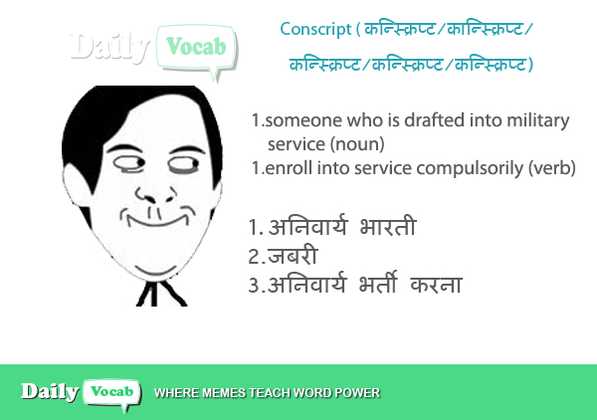 Daily Vocab
Conscript ( कन्स्क्रिप्ट/कान्स्क्रिप्ट/
कन्स्क्रिप्ट/कन्स्क्रिप्ट/कन्स्क्रिप्ट)
1.someone who is drafted into military
service (noun)
1.enroll into service compulsorily (verb)
1. अनिवार्य भारती
2.जबरी
3.अनिवार्य भर्ती करना
Daily Vocab WHERE MEMES TEACH WORD POWER